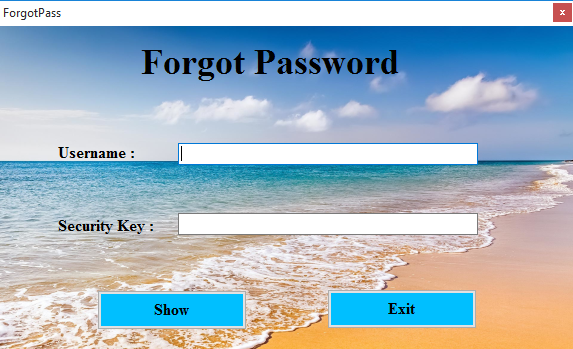 ForgotPass
x
Forgot Password
Username :
Security Key :
Show
Exit